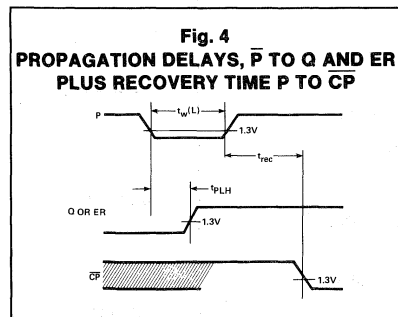 Fig. 4
PROPAGATION DELAYS, P̅ TO Q AND ER
PLUS RECOVERY TIME P TO C̅P̅
P
tw(L)
1.3V
trec
tPLH
Q OR ER
1.3V
C̅P̅
1.3V